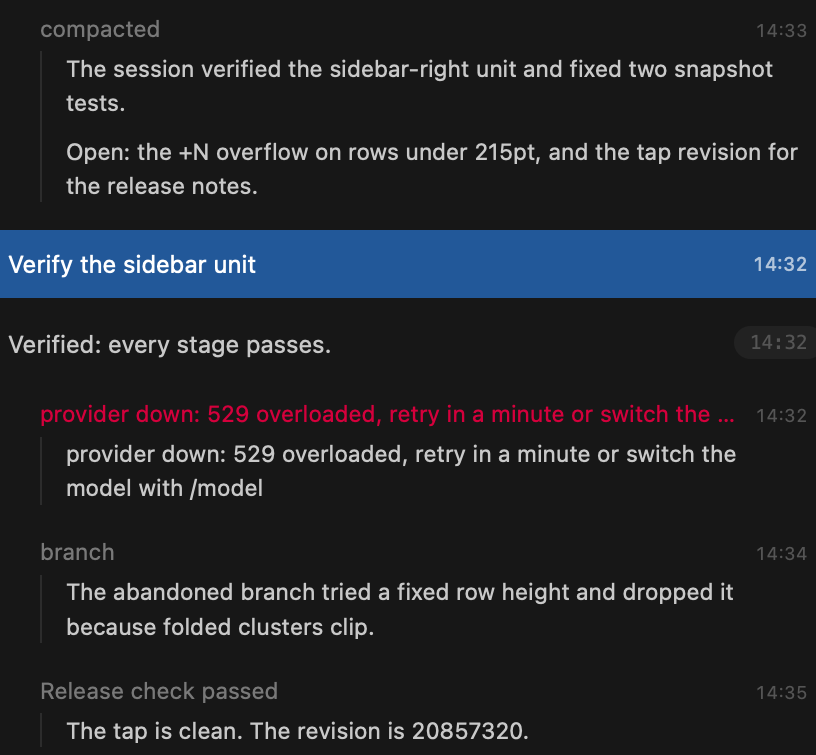 compacted 14:33
The session verified the sidebar-right unit and fixed two snapshot
tests.
Open: the +N overflow on rows under 215pt, and the tap revision for
the release notes.
Verify the sidebar unit 14:32
Verified: every stage passes. 14:32
provider down: 529 overloaded, retry in a minute or switch the ... 14:32
provider down: 529 overloaded, retry in a minute or switch the
model with /model
branch 14:34
The abandoned branch tried a fixed row height and dropped it
because folded clusters clip.
Release check passed 14:35
The tap is clean. The revision is 20857320.